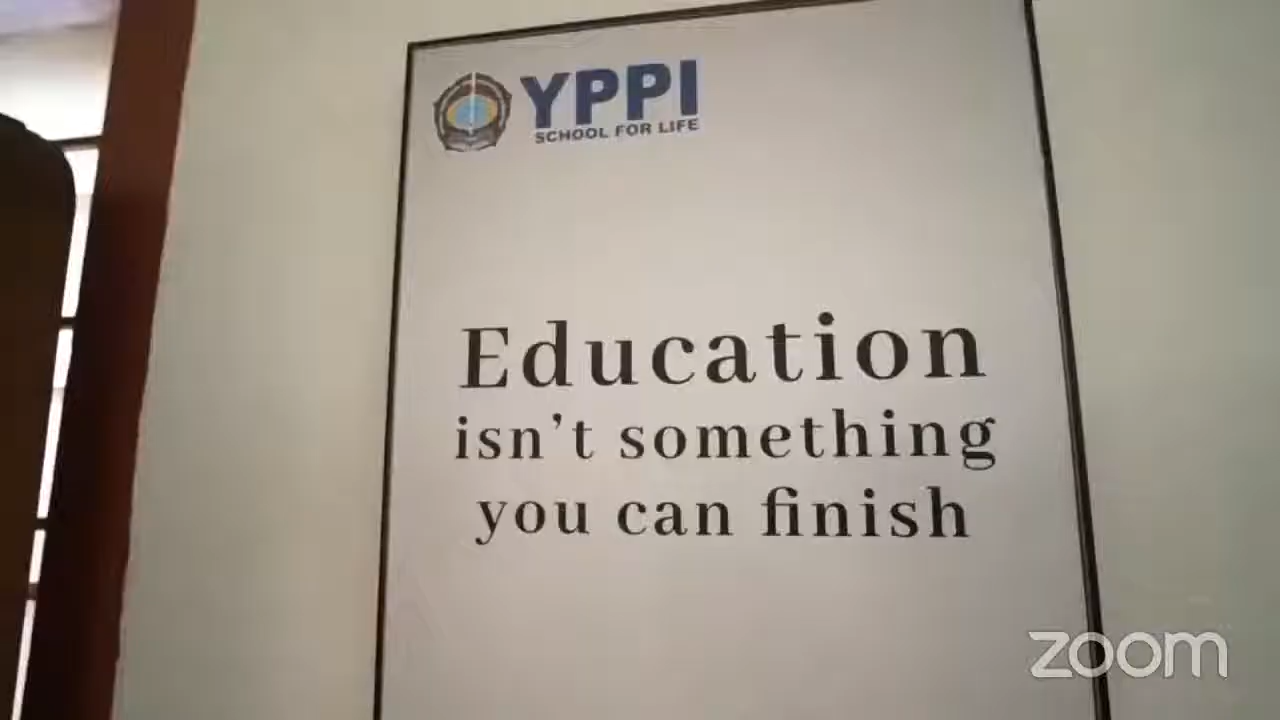 YPPI
SCHOOL FOR LIFE
Education
isn't something
you can finish
zoom